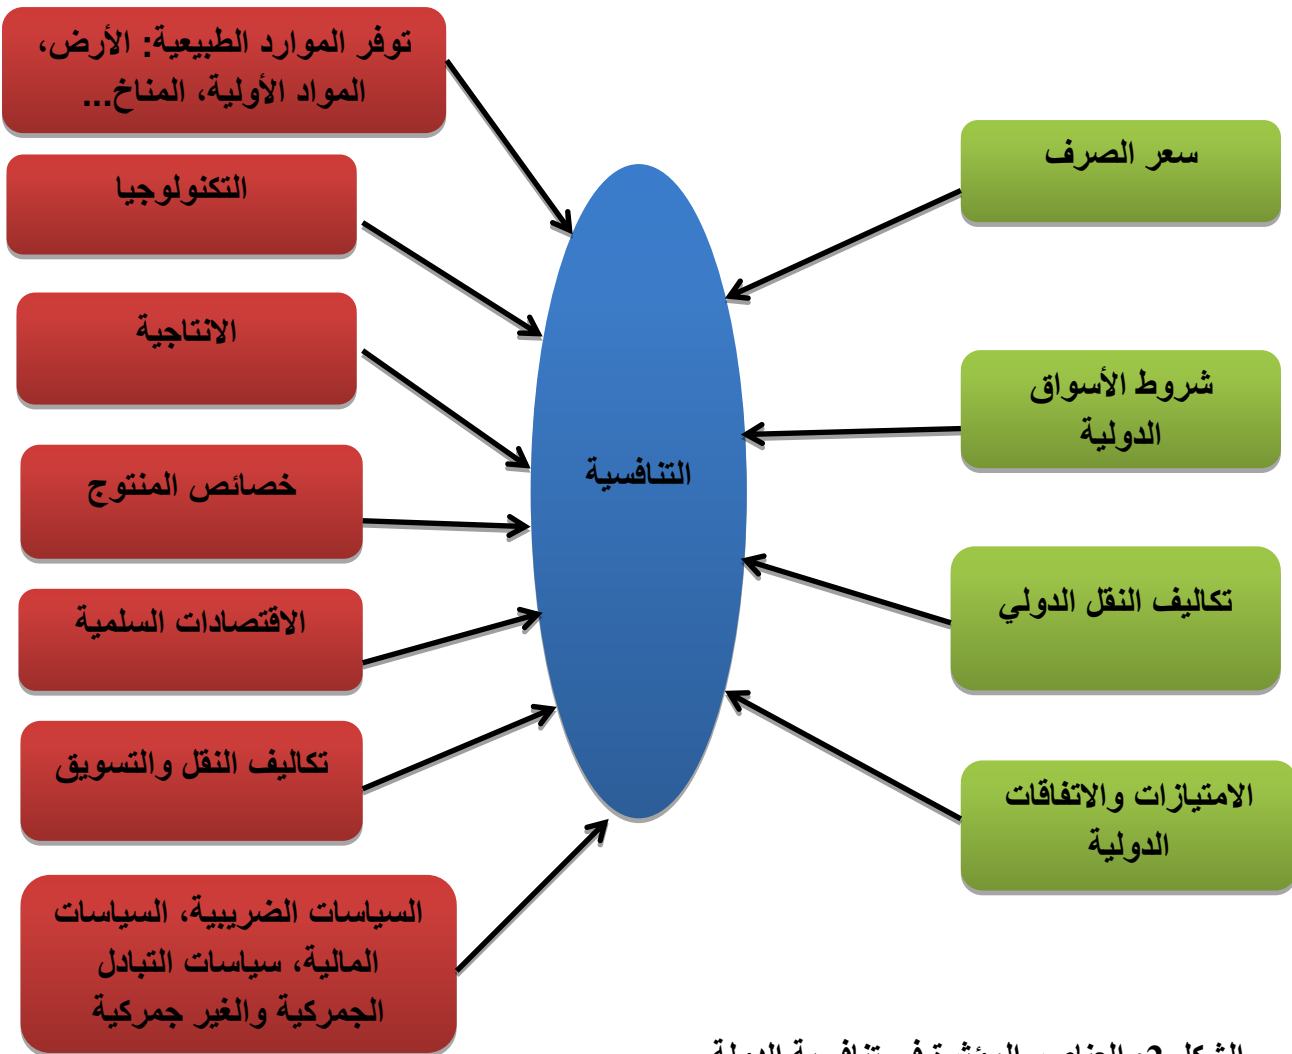 توفر الموارد الطبيعية: الأرض،
المواد الأولية، المناخ...
سعر الصرف
التكنولوجيا
الانتاجية
شروط الأسواق
الدولية
التنافسية
خصائص المنتوج
تكاليف النقل الدولي
الاقتصادات السلمية
تكاليف النقل والتسويق
الامتيازات والاتفاقات
الدولية
السياسات الضريبية، السياسات
المالية، سياسات التبادل
الجمركية والغير جمركية